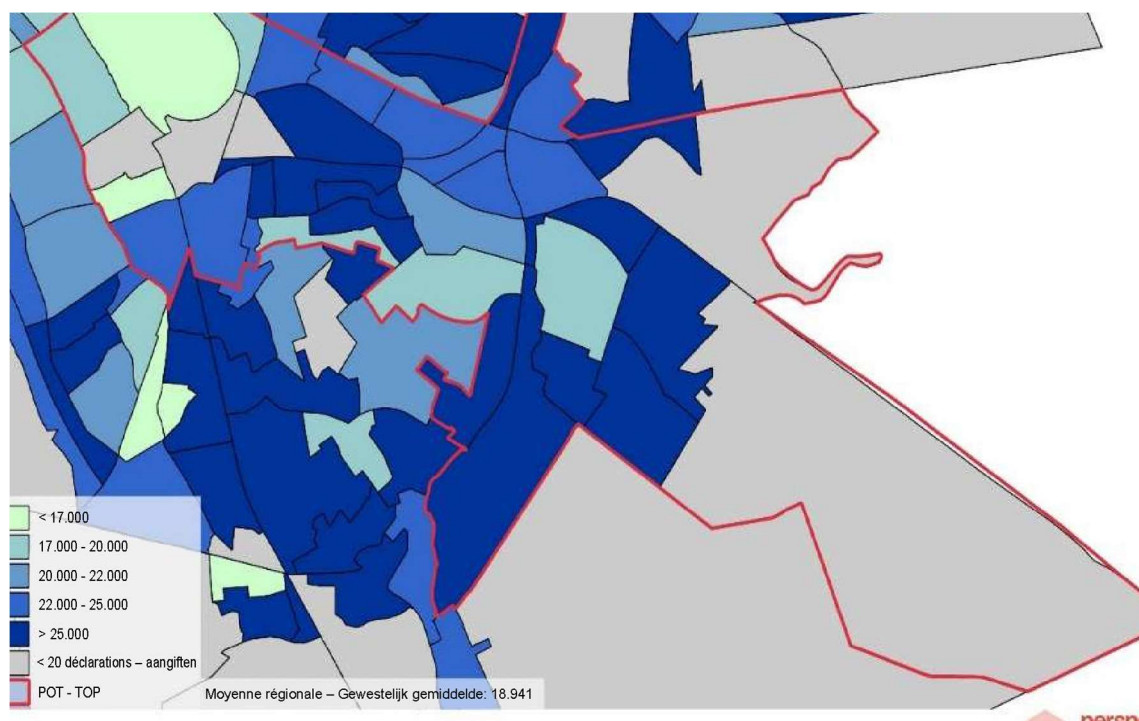 < 17.000
17.000 - 20.000
20.000 - 22.000
22.000 - 25.000
> 25.000
< 20 déclarations – aangiften
POT - TOP
Moyenne régionale – Gewestelijk gemiddelde: 18.941